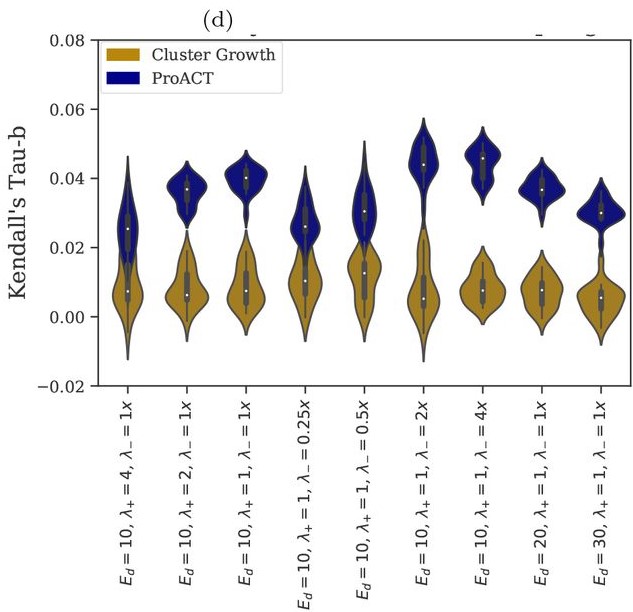 (d)
Cluster Growth
ProACT
Kendall's Tau-b
0.08
0.06
0.04
0.02
0.00
−0.02
E_d = 10, λ_+ = 4, λ_− = 1x
E_d = 10, λ_+ = 2, λ_− = 1x
E_d = 10, λ_+ = 1, λ_− = 1x
E_d = 10, λ_+ = 1, λ_− = 0.25x
E_d = 10, λ_+ = 1, λ_− = 0.5x
E_d = 10, λ_+ = 1, λ_− = 2x
E_d = 10, λ_+ = 1, λ_− = 4x
E_d = 20, λ_+ = 1, λ_− = 1x
E_d = 30, λ_+ = 1, λ_− = 1x